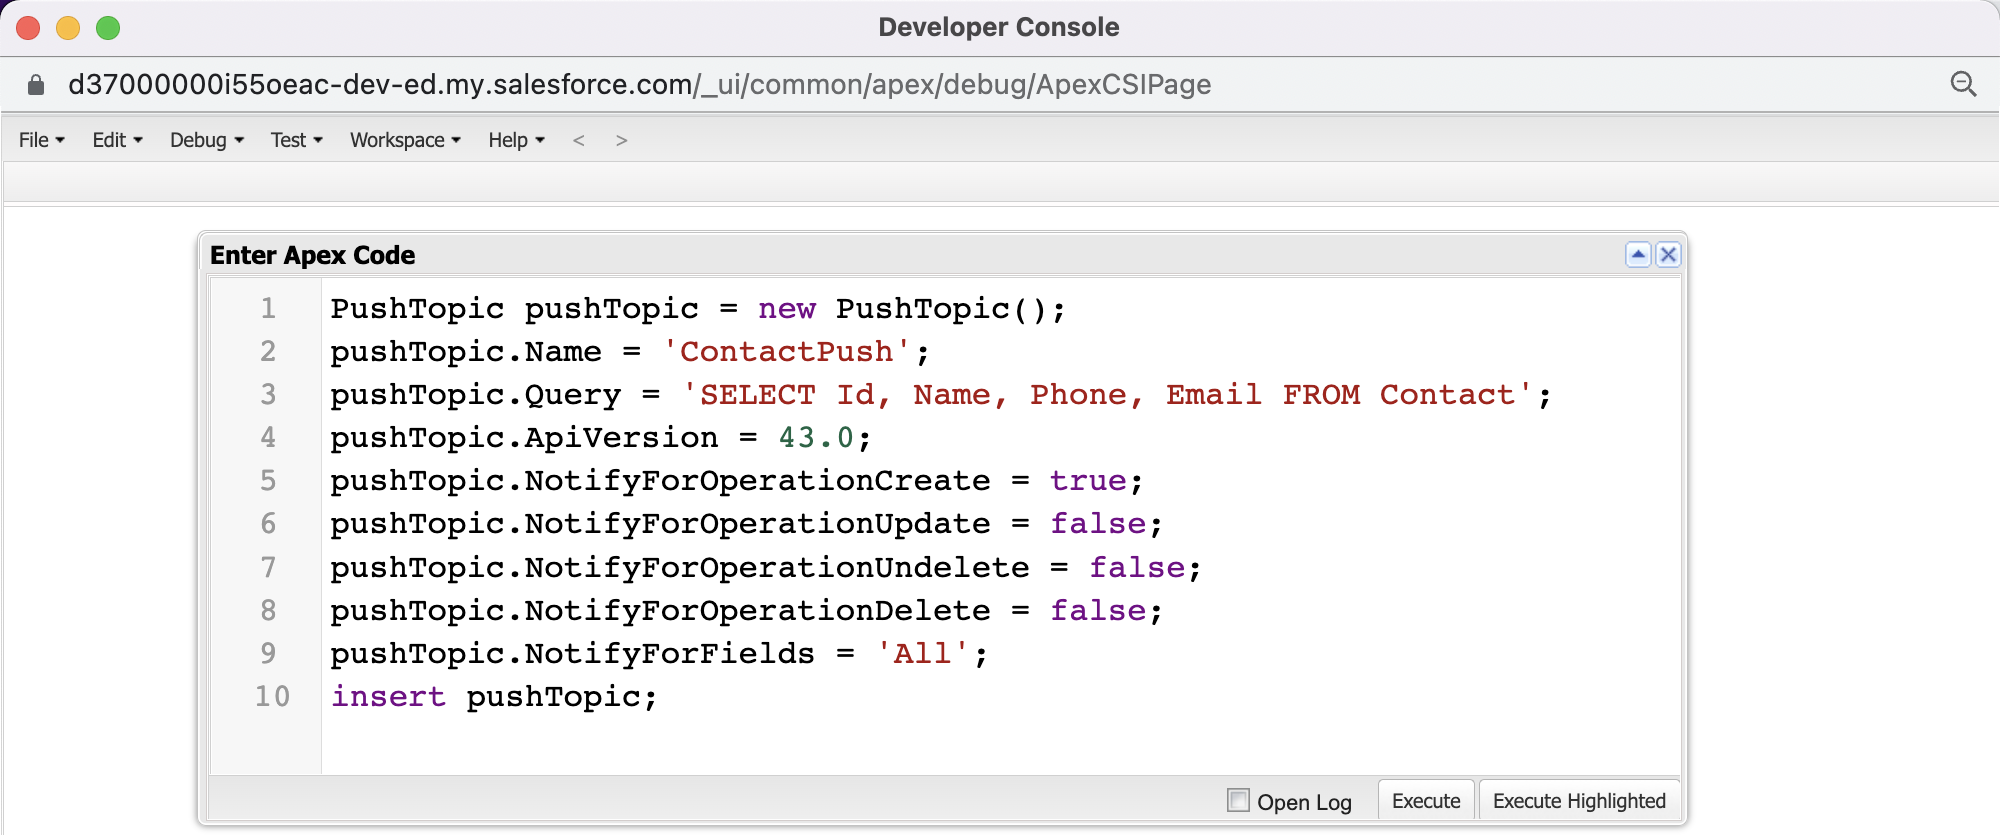 Developer Console
d37000000i55oeac-dev-ed.my.salesforce.com/_ui/common/apex/debug/ApexCSIPage
File Edit Debug Test Workspace Help < >
Enter Apex Code
1 PushTopic pushTopic = new PushTopic();
2 pushTopic.Name = 'ContactPush';
3 pushTopic.Query = 'SELECT Id, Name, Phone, Email FROM Contact';
4 pushTopic.ApiVersion = 43.0;
5 pushTopic.NotifyForOperationCreate = true;
6 pushTopic.NotifyForOperationUpdate = false;
7 pushTopic.NotifyForOperationUndelete = false;
8 pushTopic.NotifyForOperationDelete = false;
9 pushTopic.NotifyForFields = 'All';
10 insert pushTopic;
Open Log Execute Execute Highlighted